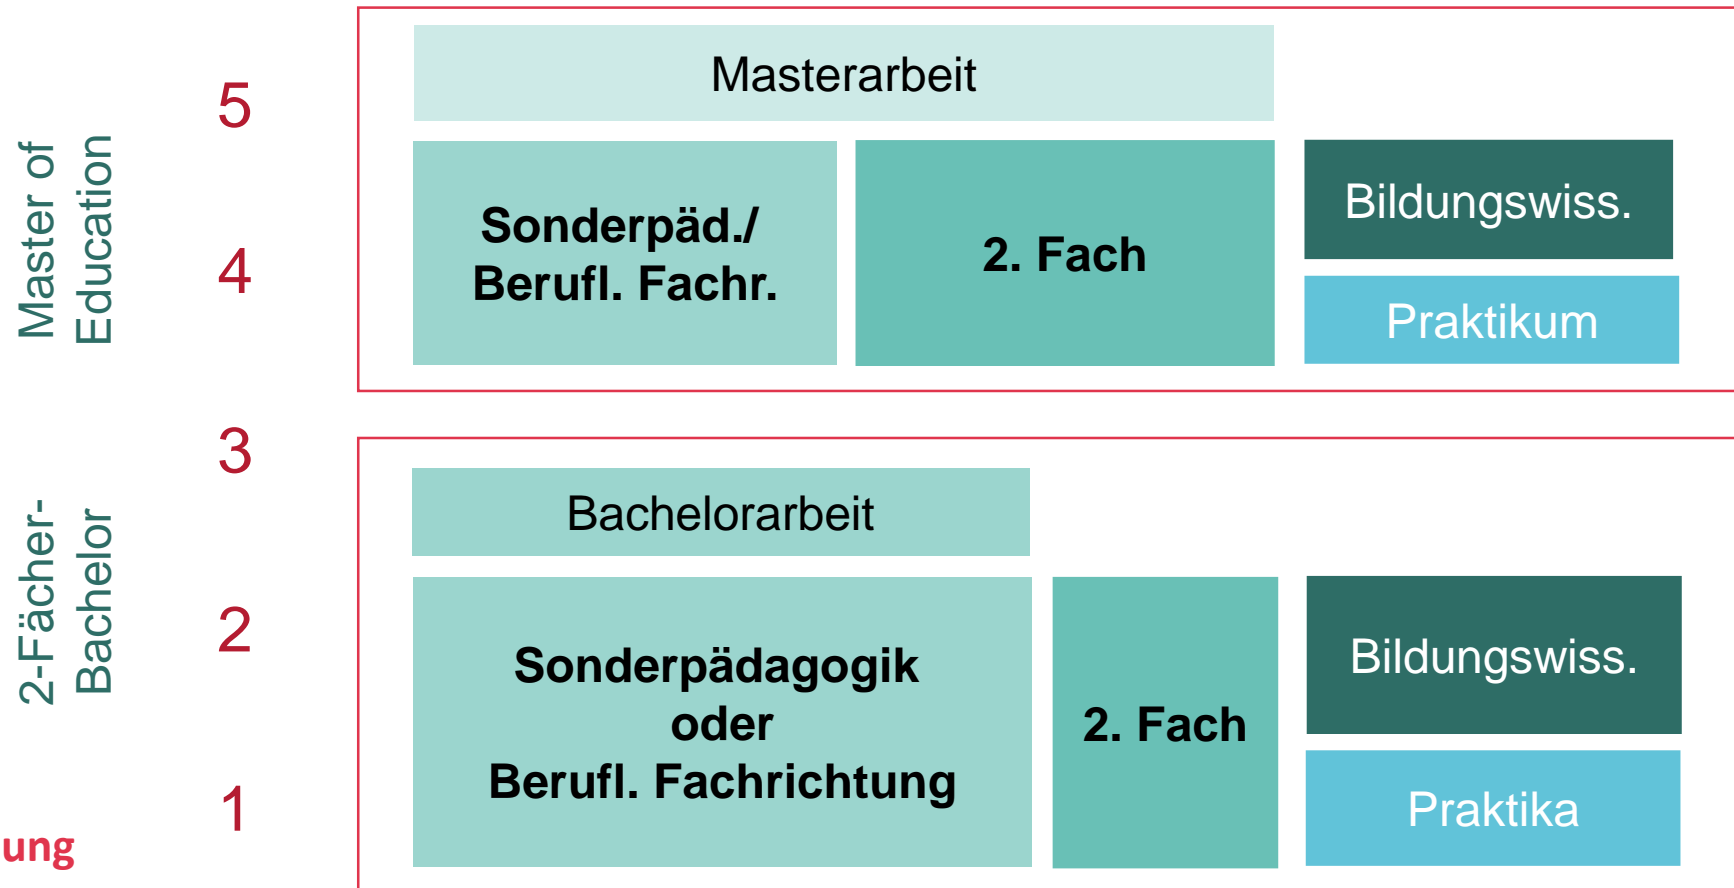 Master of
Education
5
4
Masterarbeit
Sonderpäd./
Berufl. Fachr.
2. Fach
Bildungswiss.
Praktikum
2-Fächer-
Bachelor
3
2
1
Bachelorarbeit
Sonderpädagogik
oder
Berufl. Fachrichtung
2. Fach
Bildungswiss.
Praktika
ung